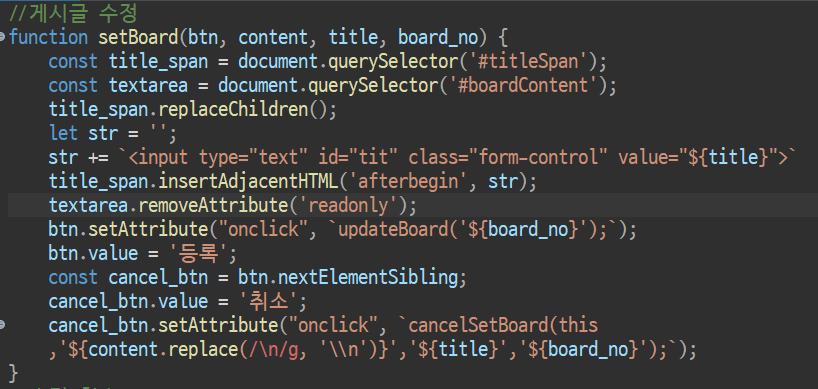 //게시글 수정
function setBoard(btn, content, title, board_no) {
    const title_span = document.querySelector('#titleSpan');
    const textarea = document.querySelector('#boardContent');
    title_span.replaceChildren();
    let str = '';
    str += `<input type="text" id="tit" class="form-control" value="${title}">`
    title_span.insertAdjacentHTML('afterbegin', str);
    textarea.removeAttribute('readonly');
    btn.setAttribute("onclick", `updateBoard('${board_no}');`);
    btn.value = '등록';
    const cancel_btn = btn.nextElementSibling;
    cancel_btn.value = '취소';
    cancel_btn.setAttribute("onclick", `cancelSetBoard(this
    ,'${content.replace(/\n/g, '\\n')}','${title}','${board_no}');`);
}